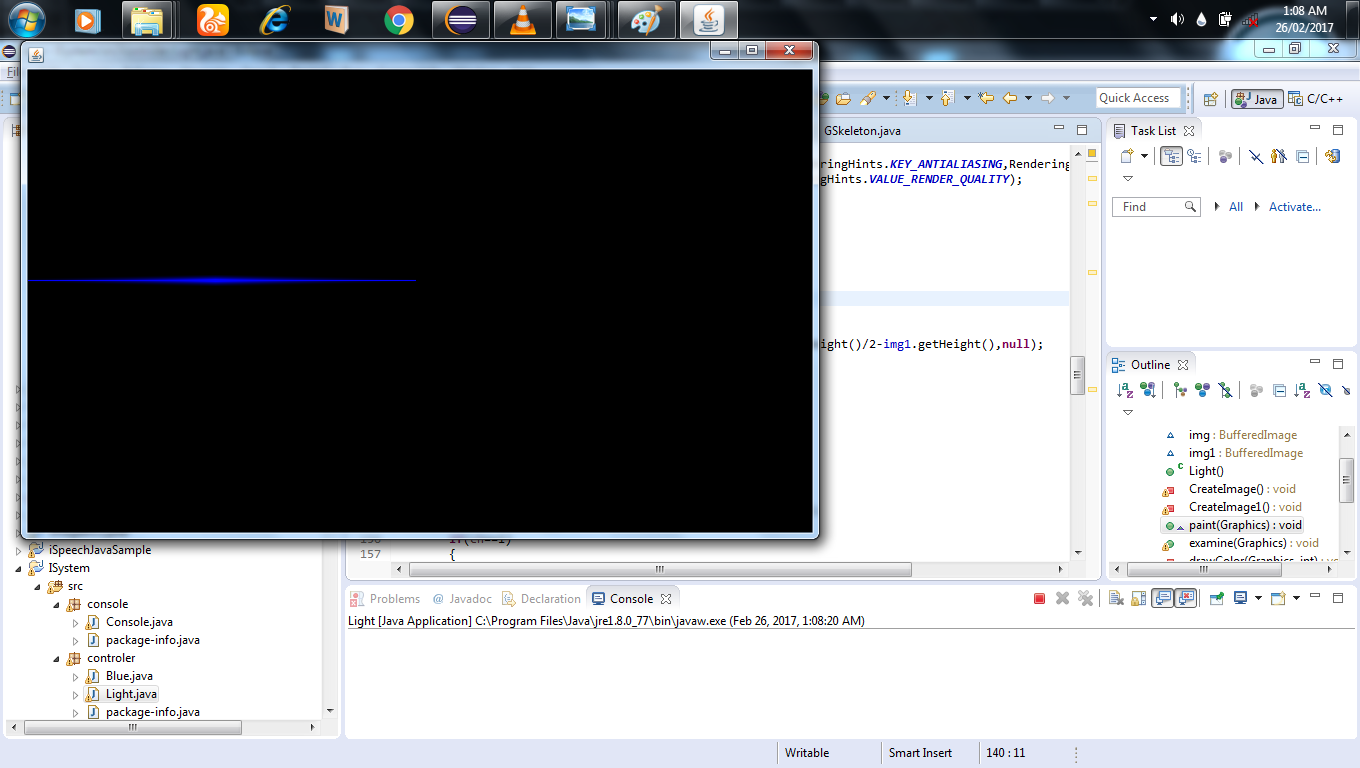 1:08 AM
26/02/2017
Quick Access
Java
C/C++
GSkeleton.java
Task List
ringHints.KEY_ANTIALIASING,Rendering
gHints.VALUE_RENDER_QUALITY);
Find
All
Activate...
ight()/2-img1.getHeight(),null);
Outline
img : BufferedImage
img1 : BufferedImage
Light()
CreateImage() : void
CreateImage1() : void
paint(Graphics) : void
examine(Graphics) : void
drawColor(Graphics, int) : vo
157
{
iSpeechJavaSample
ISystem
src
console
Console.java
package-info.java
controler
Blue.java
Light.java
package-info.java
Problems
@ Javadoc
Declaration
Console
Light [Java Application] C:\Program Files\Java\jre1.8.0_77\bin\javaw.exe (Feb 26, 2017, 1:08:20 AM)
Writable
Smart Insert
140 : 11